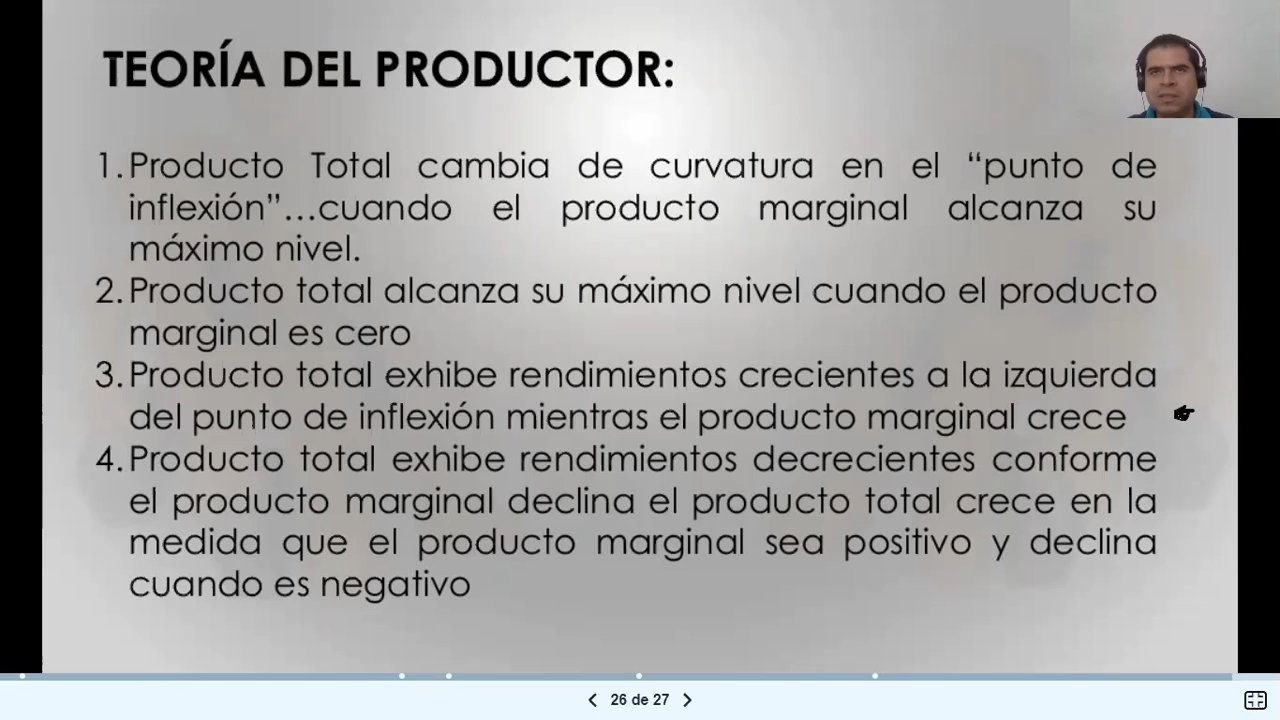 TEORÍA DEL PRODUCTOR:
1. Producto Total cambia de curvatura en el “punto de
inflexión”...cuando el producto marginal alcanza su
máximo nivel.
2. Producto total alcanza su máximo nivel cuando el producto
marginal es cero
3. Producto total exhibe rendimientos crecientes a la izquierda
del punto de inflexión mientras el producto marginal crece
4. Producto total exhibe rendimientos decrecientes conforme
el producto marginal declina el producto total crece en la
medida que el producto marginal sea positivo y declina
cuando es negativo
26 de 27